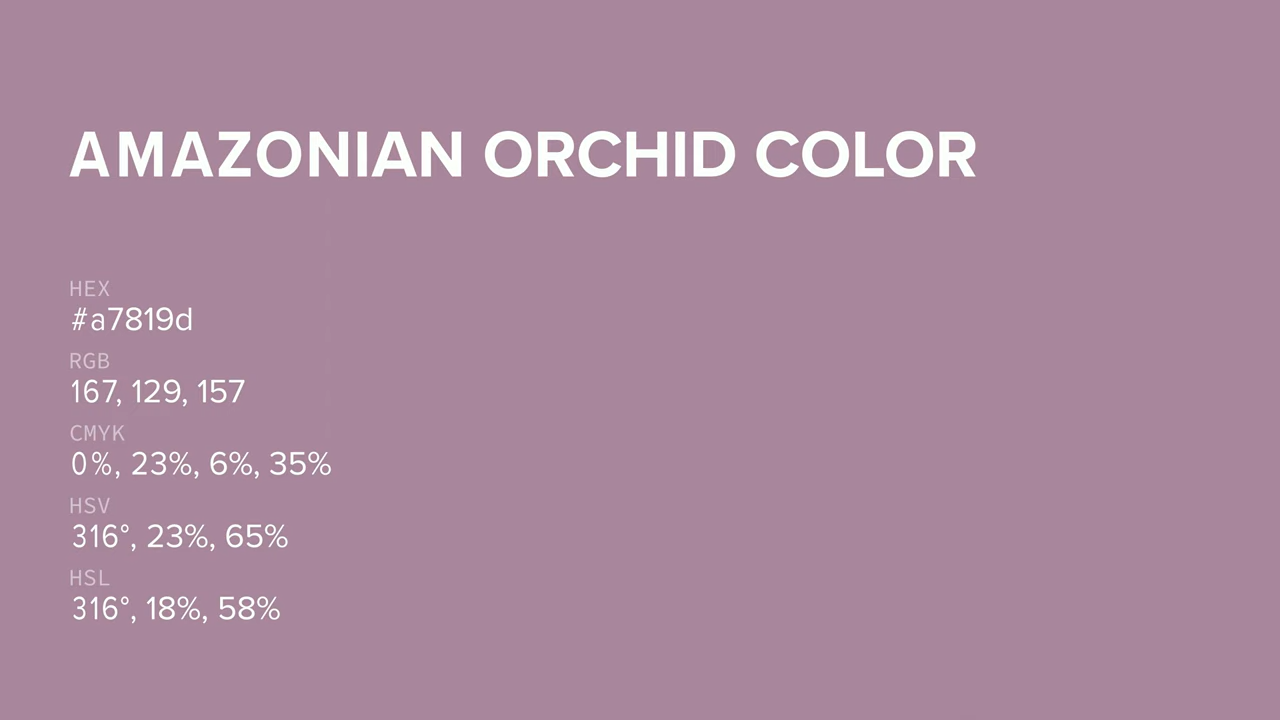 AMAZONIAN ORCHID COLOR
HEX
#a7819d
RGB
167, 129, 157
CMYK
0%, 23%, 6%, 35%
HSV
316°, 23%, 65%
HSL
316°, 18%, 58%